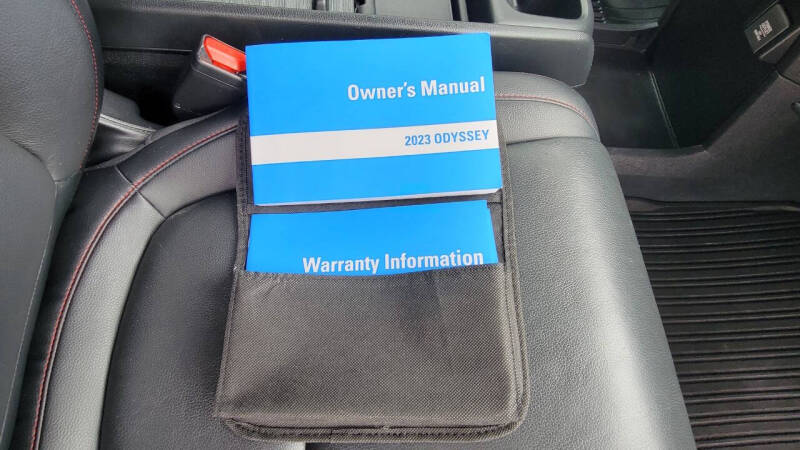 Owner's Manual
2023 ODYSSEY
Warranty Information